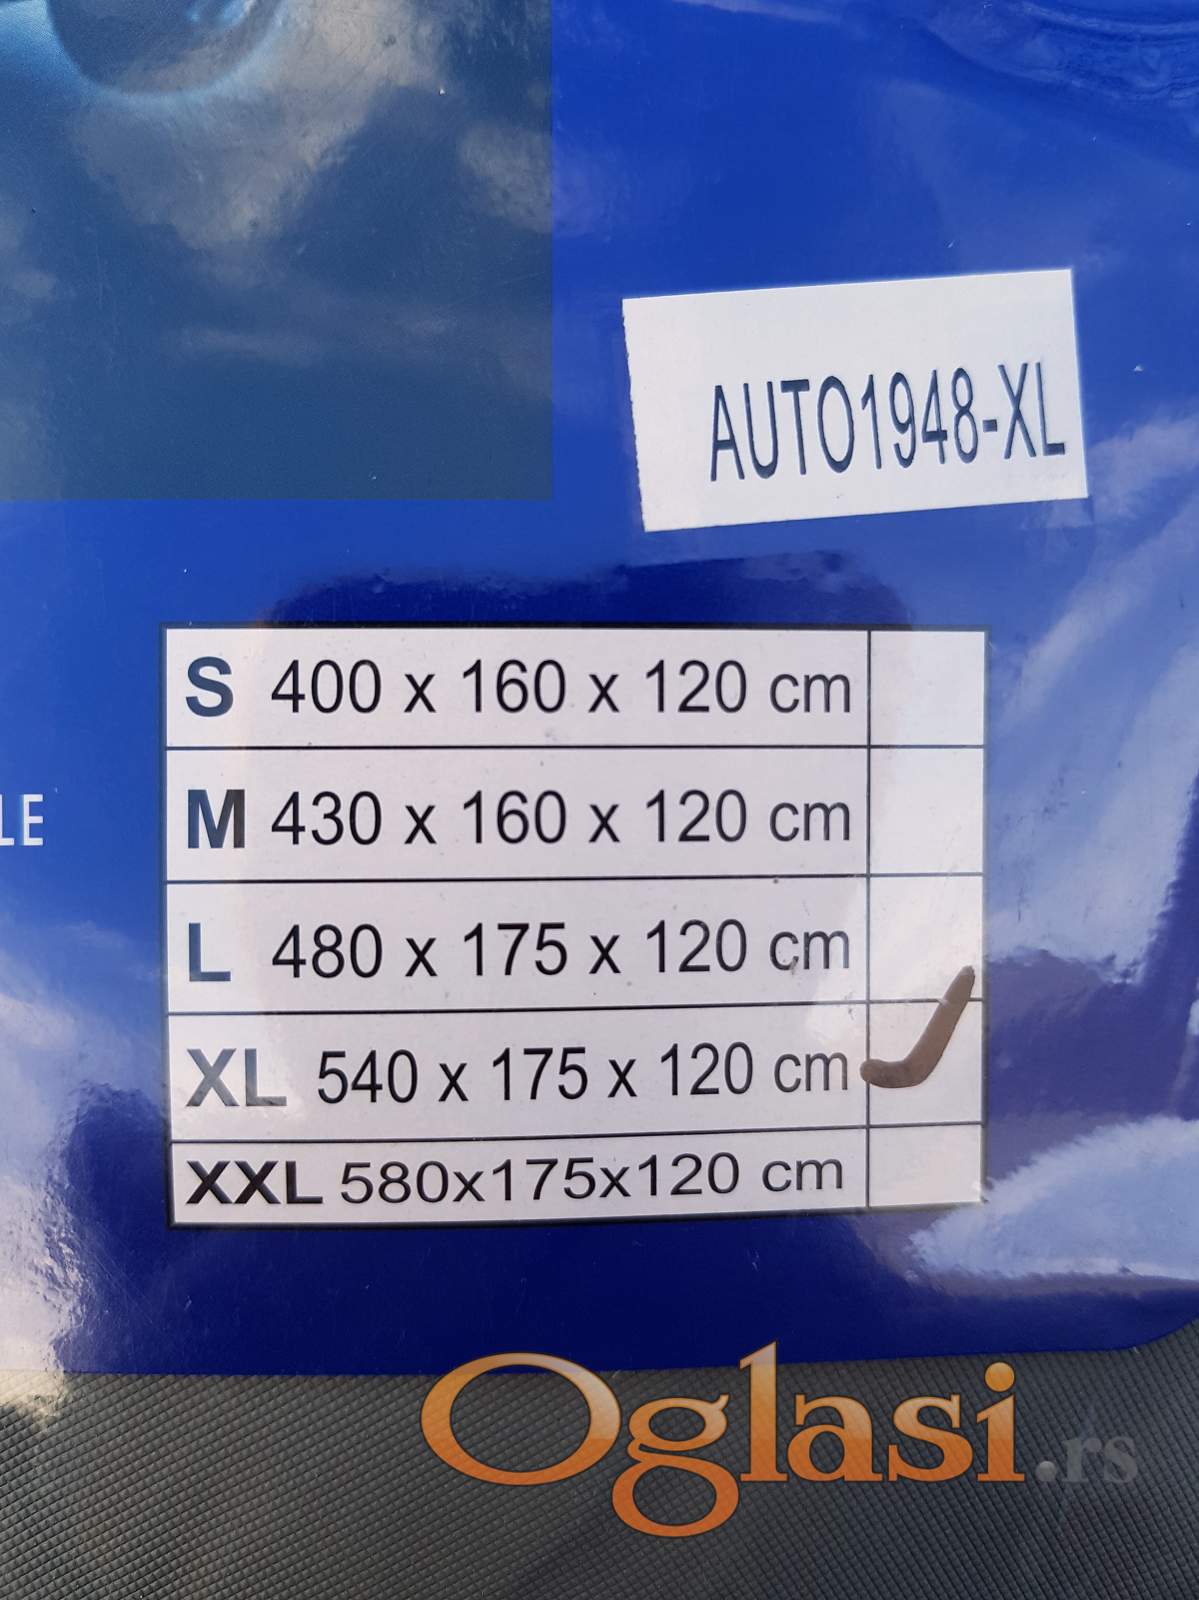 AUTO1948-XL
S 400 x 160 x 120 cm
M 430 x 160 x 120 cm
LE
L 480 x 175 x 120 cm
XL 540 x 175 x 120 cm
XXL 580x175x120 cm
Oglasi.rs